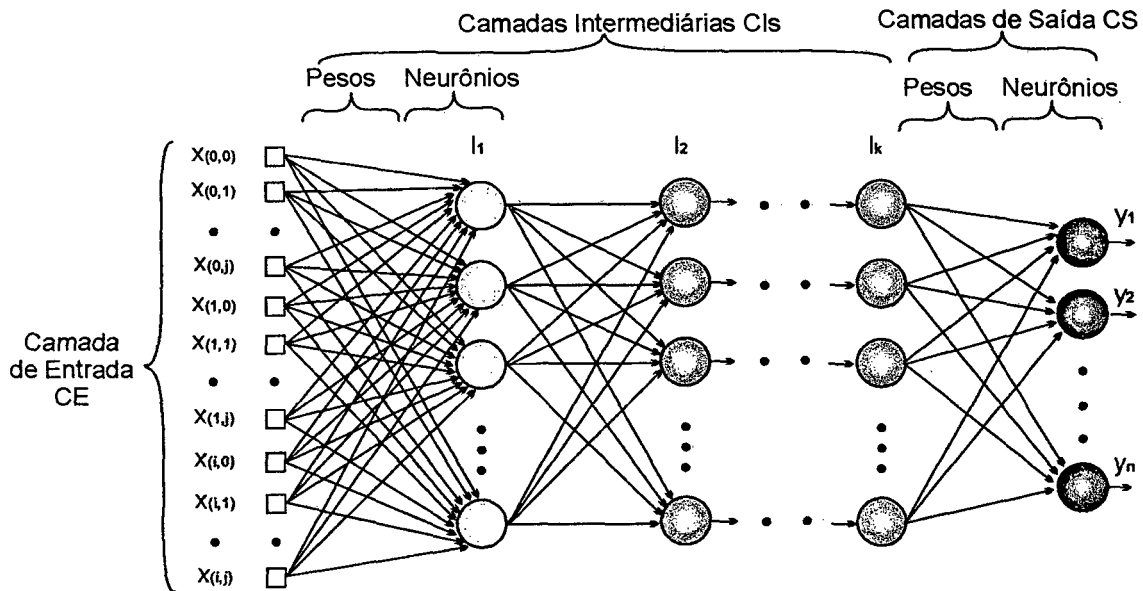 Camadas Intermediárias CIs
Camadas de Saída CS
Pesos
Neurônios
Pesos
Neurônios
I1
I2
Ik
X(0,0)
X(0,1)
X(0,j)
X(1,0)
X(1,1)
X(1,j)
X(i,0)
X(i,1)
X(i,j)
Camada
de Entrada
CE
y1
y2
yn